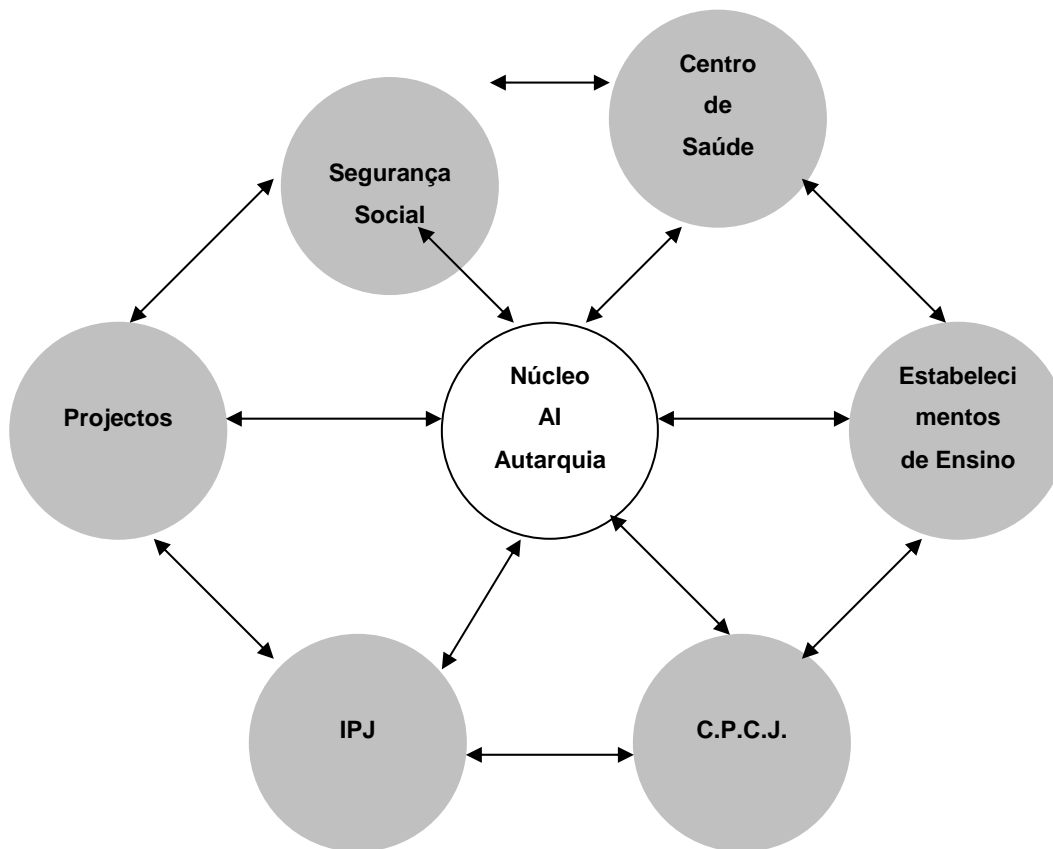 Centro
de
Saúde
Segurança
Social
Núcleo
AI
Autarquia
Projectos
Estabeleci
mentos
de Ensino
IPJ
C.P.C.J.